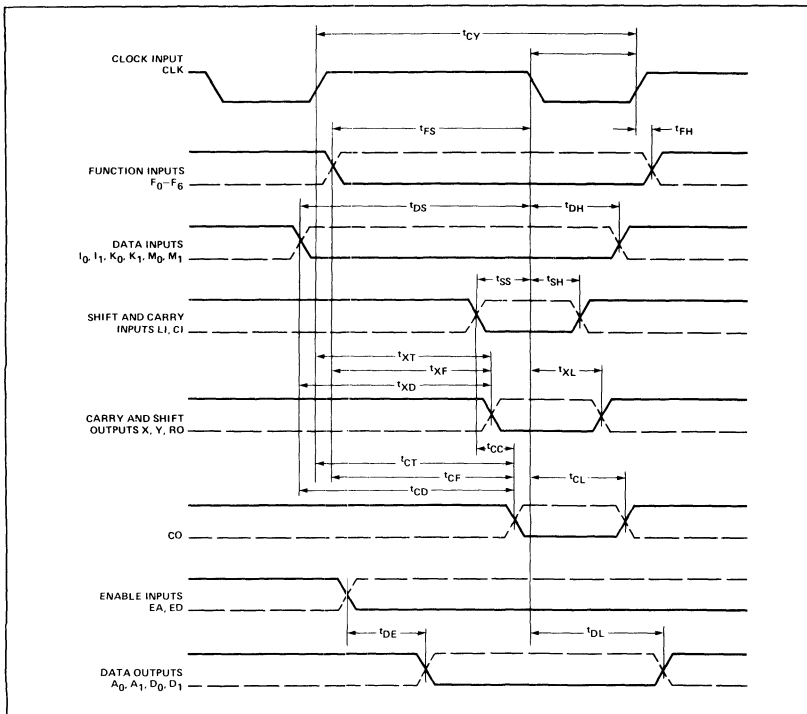 tCY
CLOCK INPUT
CLK
tFS
tFH
FUNCTION INPUTS
F0–F6
tDS
tDH
DATA INPUTS
I0, I1, K0, K1, M0, M1
tSS
tSH
SHIFT AND CARRY
INPUTS LI, CI
tXT
tXF
tXL
tXD
CARRY AND SHIFT
OUTPUTS X, Y, RO
tCC
tCT
tCF
tCL
tCD
CO
ENABLE INPUTS
EA, ED
tDE
tDL
DATA OUTPUTS
A0, A1, D0, D1